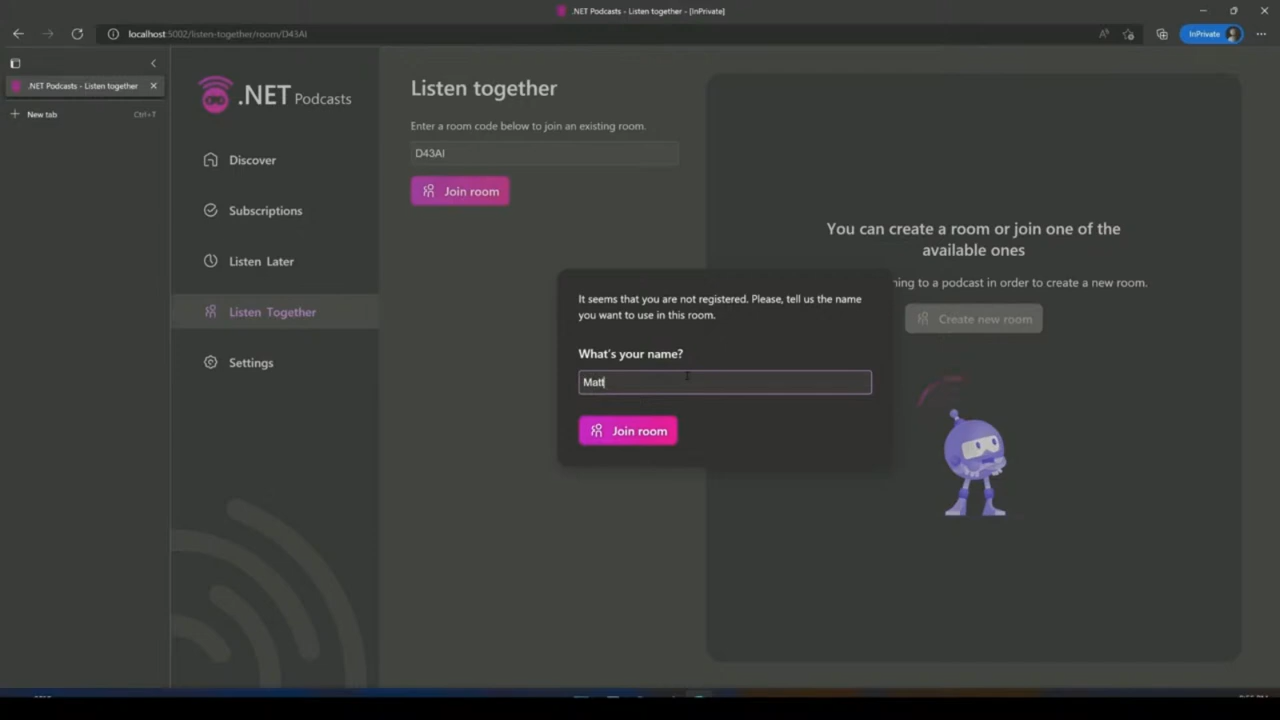 .NET Podcasts - Listen together - [InPrivate]
localhost:5002/listen-together/room/D43AI
InPrivate
.NET Podcasts - Listen together
New tab
Ctrl+T
.NET Podcasts
Discover
Subscriptions
Listen Later
Listen Together
Settings
Listen together
Enter a room code below to join an existing room.
D43AI
Join room
You can create a room or join one of the
available ones
ning to a podcast in order to create a new room.
Create new room
It seems that you are not registered. Please, tell us the name
you want to use in this room.
What's your name?
Matt
Join room